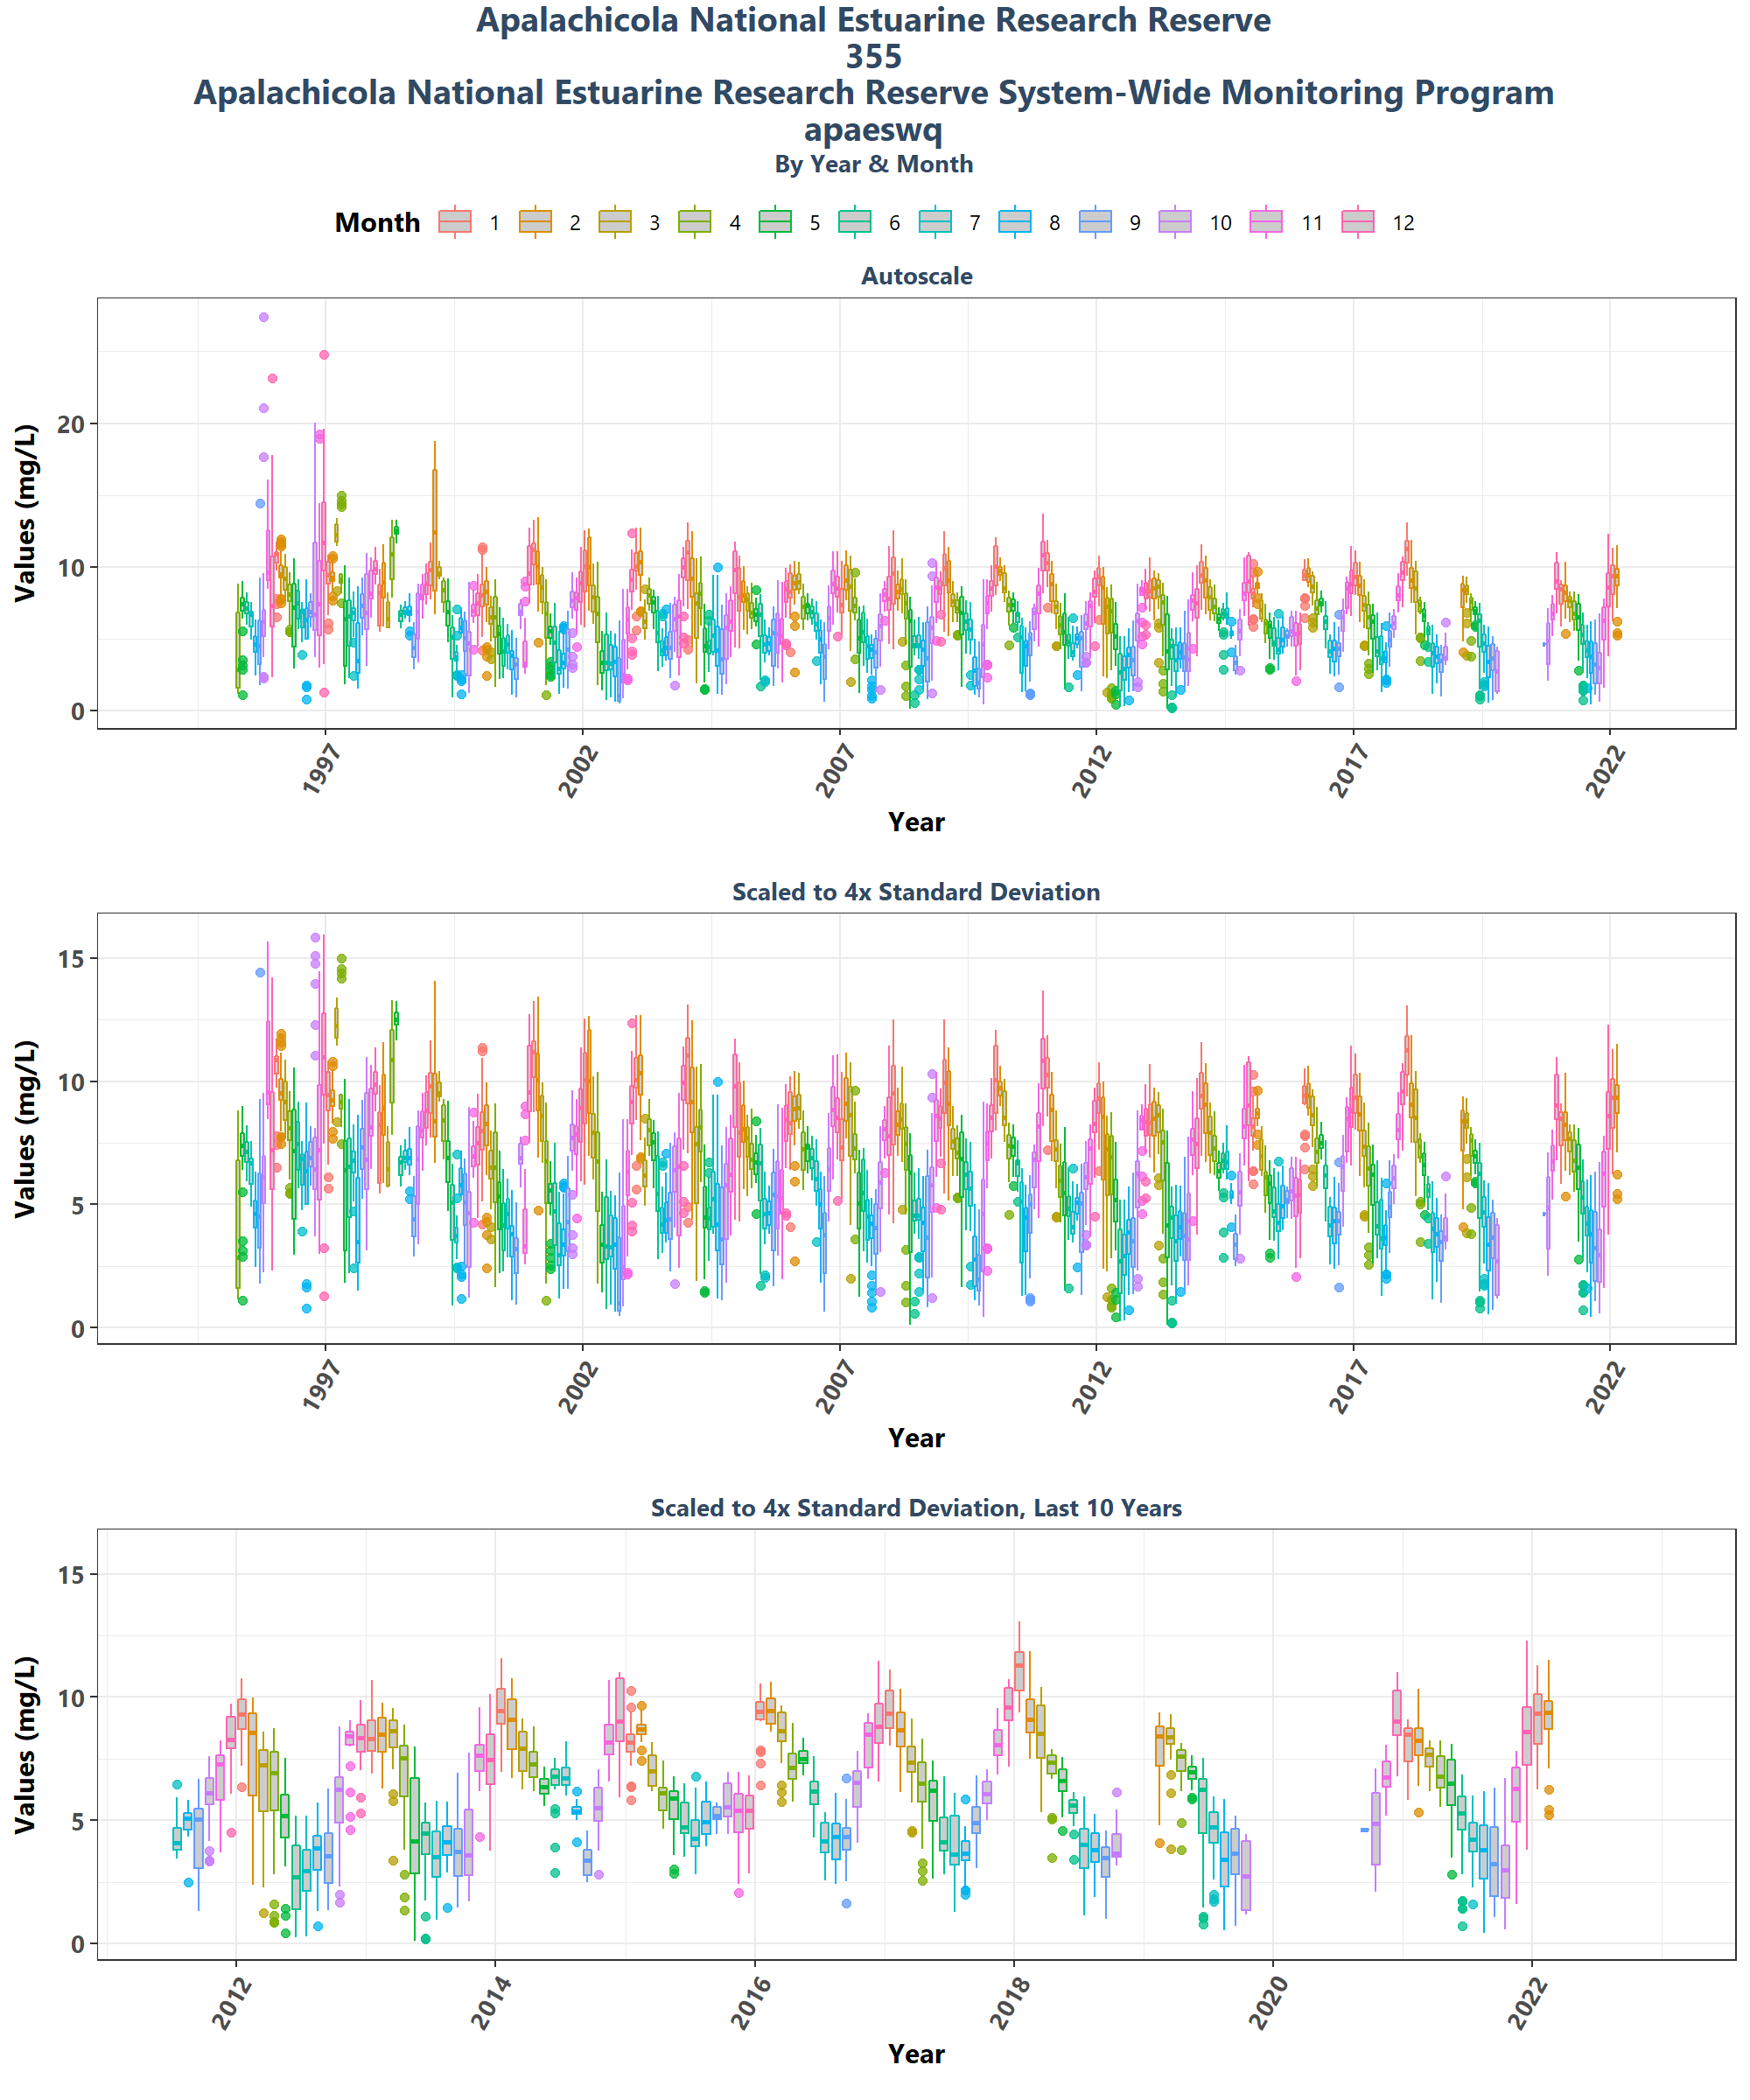 Apalachicola National Estuarine Research Reserve
355
Apalachicola National Estuarine Research Reserve System-Wide Monitoring Program
apaeswq
By Year & Month
Month 1 2 3 4 5 6 7 8 9 10 11 12
Autoscale
Values (mg/L)
20
10
0
1997 2002 2007 2012 2017 2022
Year
Scaled to 4x Standard Deviation
Values (mg/L)
15
10
5
0
1997 2002 2007 2012 2017 2022
Year
Scaled to 4x Standard Deviation, Last 10 Years
Values (mg/L)
15
10
5
0
2012 2014 2016 2018 2020 2022
Year